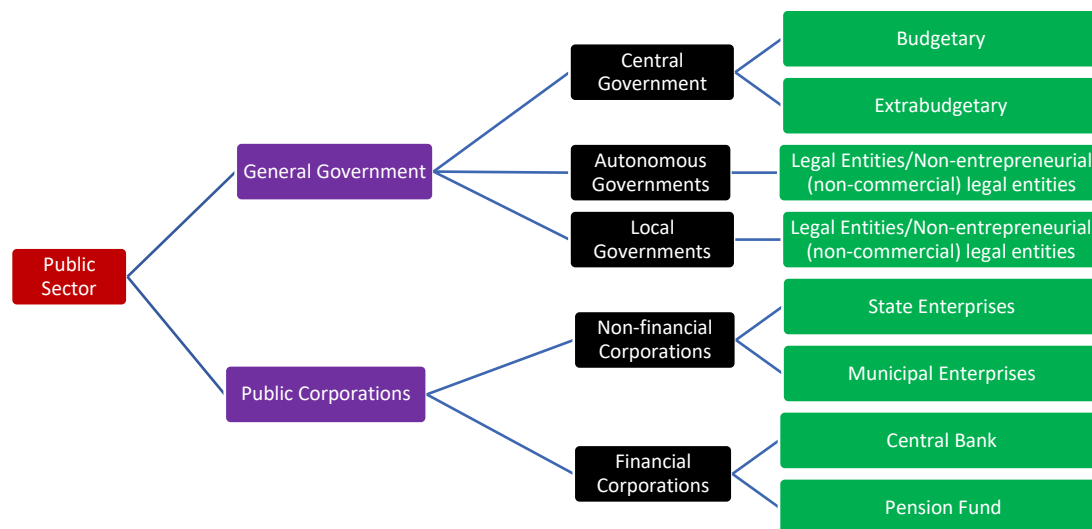 Budgetary
Central
Government
Extrabudgetary
General Government
Autonomous
Governments
Legal Entities/Non-entrepreneurial
(non-commercial) legal entities
Local
Governments
Legal Entities/Non-entrepreneurial
(non-commercial) legal entities
Public
Sector
State Enterprises
Non-financial
Corporations
Municipal Enterprises
Public Corporations
Central Bank
Financial
Corporations
Pension Fund